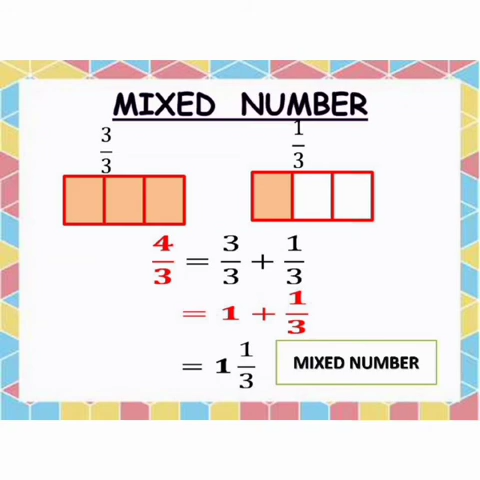 MIXED NUMBER
3/3 1/3
4/3 = 3/3 + 1/3
= 1 + 1/3
= 1 1/3
MIXED NUMBER